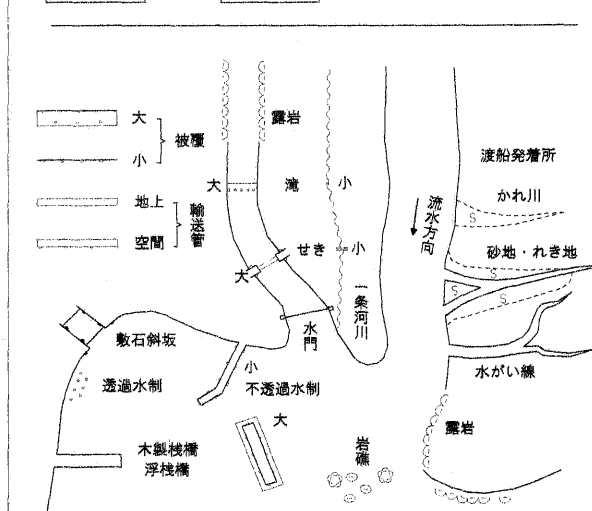 大
被覆
小
地上
輸送管
空間
露岩
大
滝
小
せき
小
大
一条河川
水門
流水方向
渡船発着所
かれ川
S
砂地・れき地
S
S
S
水がい線
露岩
敷石斜坂
透過水制
小
不透過水制
大
木製桟橋
浮桟橋
岩礁